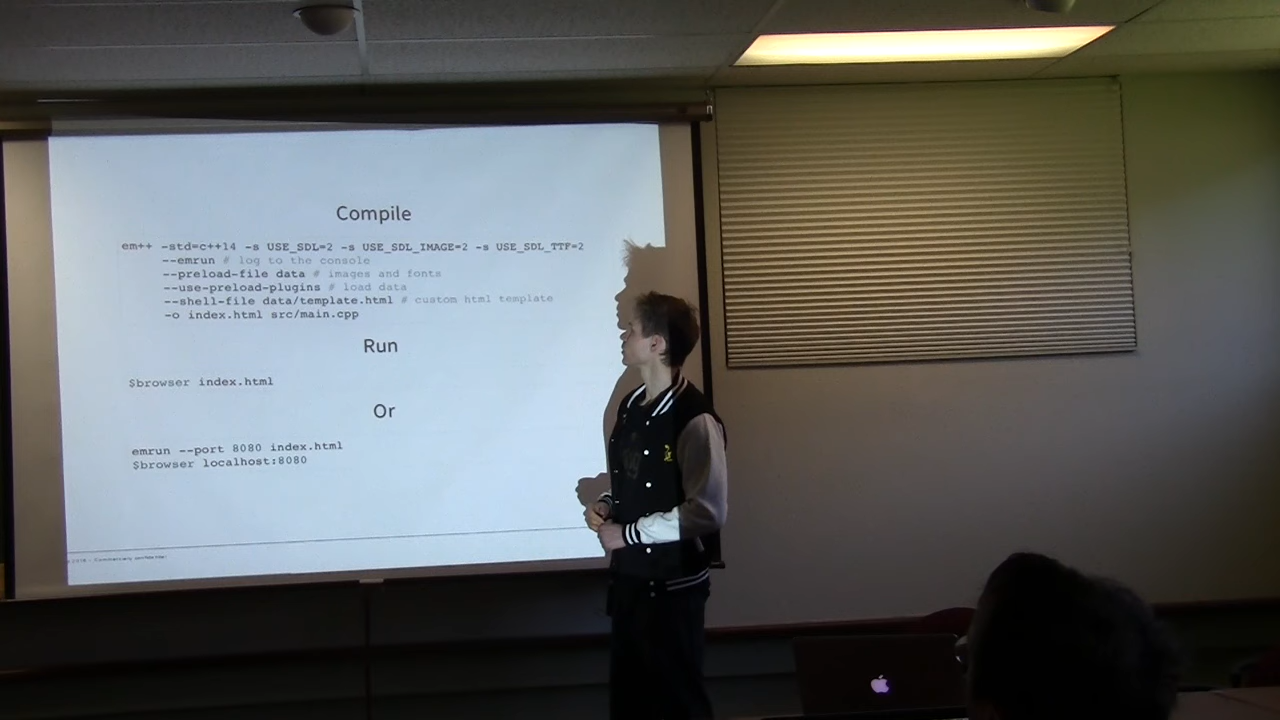 Compile
em++ -std=c++14 -s USE_SDL=2 -s USE_SDL_IMAGE=2 -s USE_SDL_TTF=2
--emrun # log to the console
--preload-file data # images and fonts
--use-preload-plugins # load data
--shell-file data/template.html # custom html template
-o index.html src/main.cpp
Run
$browser index.html
Or
emrun --port 8080 index.html
$browser localhost:8080